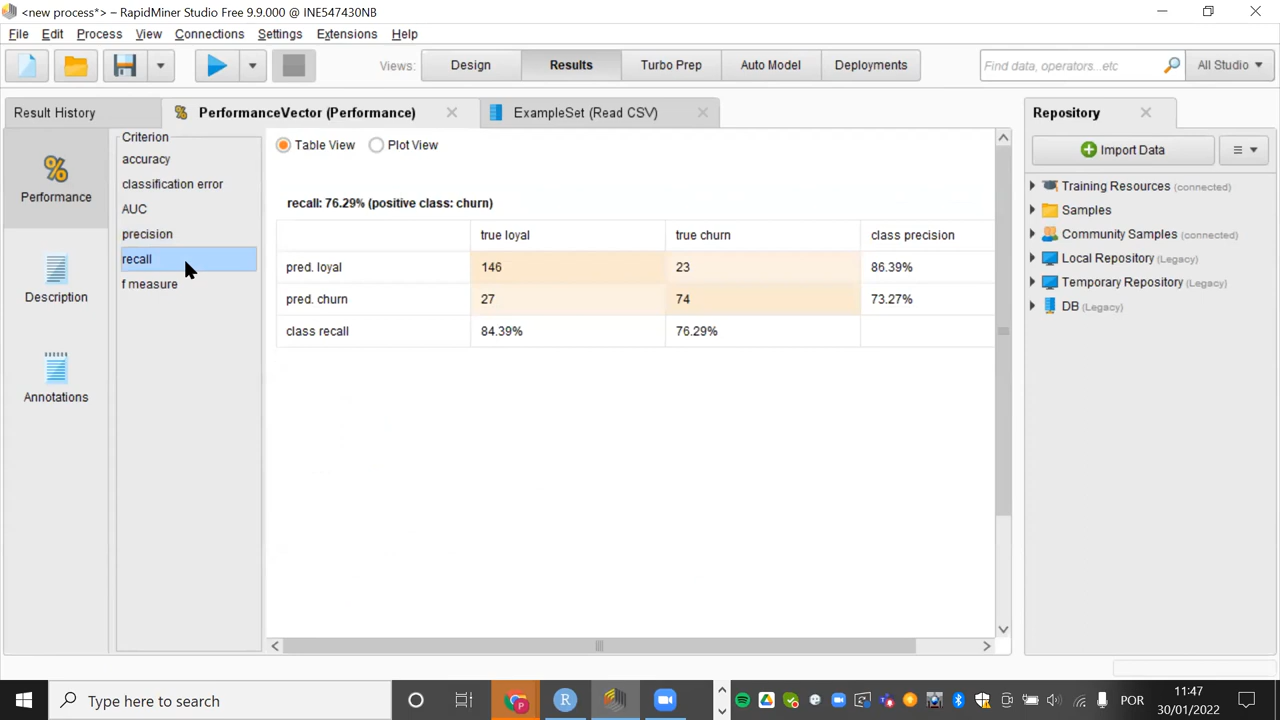 <new process*> – RapidMiner Studio Free 9.9.000 @ INE547430NB
File Edit Process View Connections Settings Extensions Help
Views: Design Results Turbo Prep Auto Model Deployments Find data, operators...etc All Studio
Result History PerformanceVector (Performance) ExampleSet (Read CSV) Repository
Criterion
accuracy
classification error
AUC
precision
recall
f measure
% Performance
Description
Annotations
Table View Plot View
recall: 76.29% (positive class: churn)
true loyal true churn class precision
pred. loyal 146 23 86.39%
pred. churn 27 74 73.27%
class recall 84.39% 76.29%
Import Data
Training Resources (connected)
Samples
Community Samples (connected)
Local Repository (Legacy)
Temporary Repository (Legacy)
DB (Legacy)
Type here to search
P
R
POR
11:47
30/01/2022